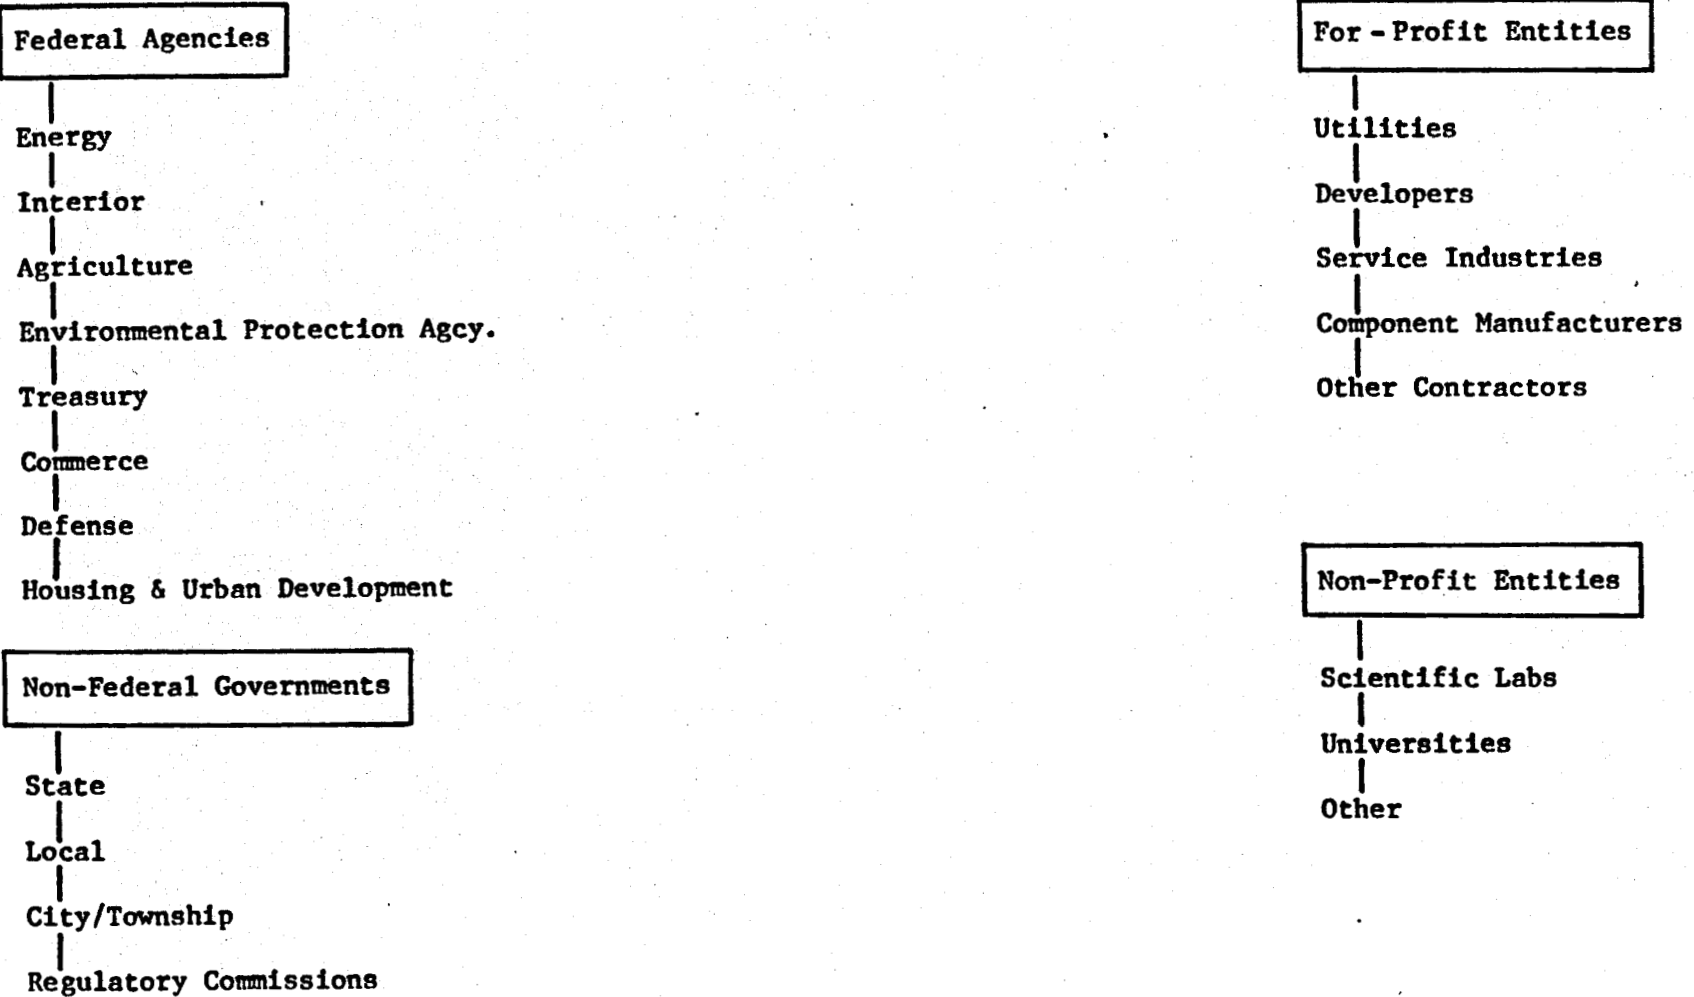 Federal Agencies
Energy
Interior
Agriculture
Environmental Protection Agcy.
Treasury
Commerce
Defense
Housing & Urban Development
Non-Federal Governments
State
Local
City/Township
Regulatory Commissions
For - Profit Entities
Utilities
Developers
Service Industries
Component Manufacturers
Other Contractors
Non-Profit Entities
Scientific Labs
Universities
Other